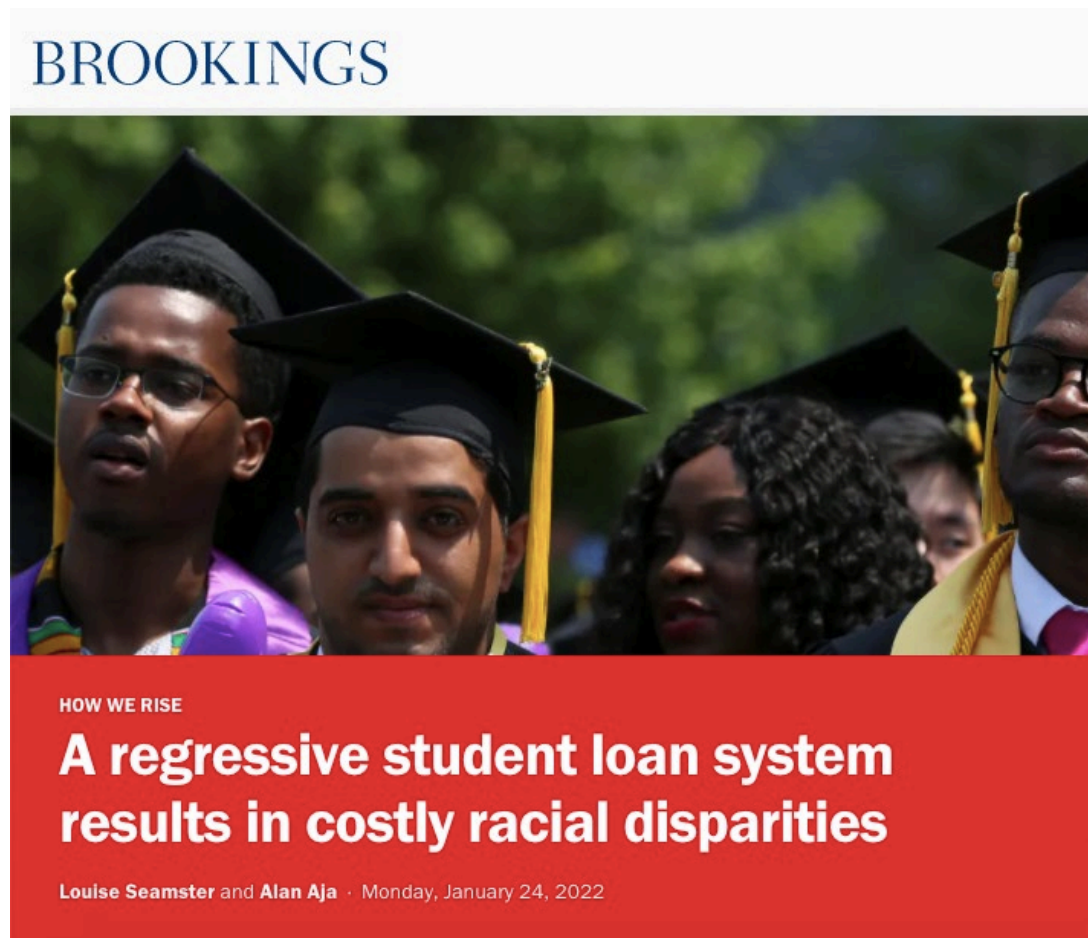 BROOKINGS
HOW WE RISE
A regressive student loan system
results in costly racial disparities
Louise Seamster and Alan Aja · Monday, January 24, 2022